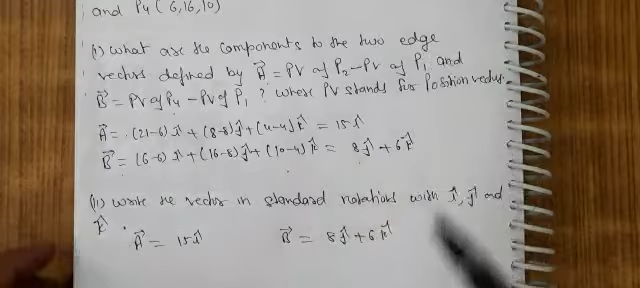 and P4 (6,16,10)
(i) What are the components to the two edge
vectors defined by A⃗ = PV of P2 – PV of P1 and
B⃗ = PV of P4 – PV of P1 ? where PV stands for Position vector.
A⃗ = (21-6) î + (8-8) ĵ + (4-4) k̂ = 15 î
B⃗ = (6-6) î + (16-8) ĵ + (10-4) k̂ = 8 ĵ + 6 k̂
(ii) Write the vector in standard notations with î, ĵ and
k̂ .
A⃗ = 15 î B⃗ = 8 ĵ + 6 k̂